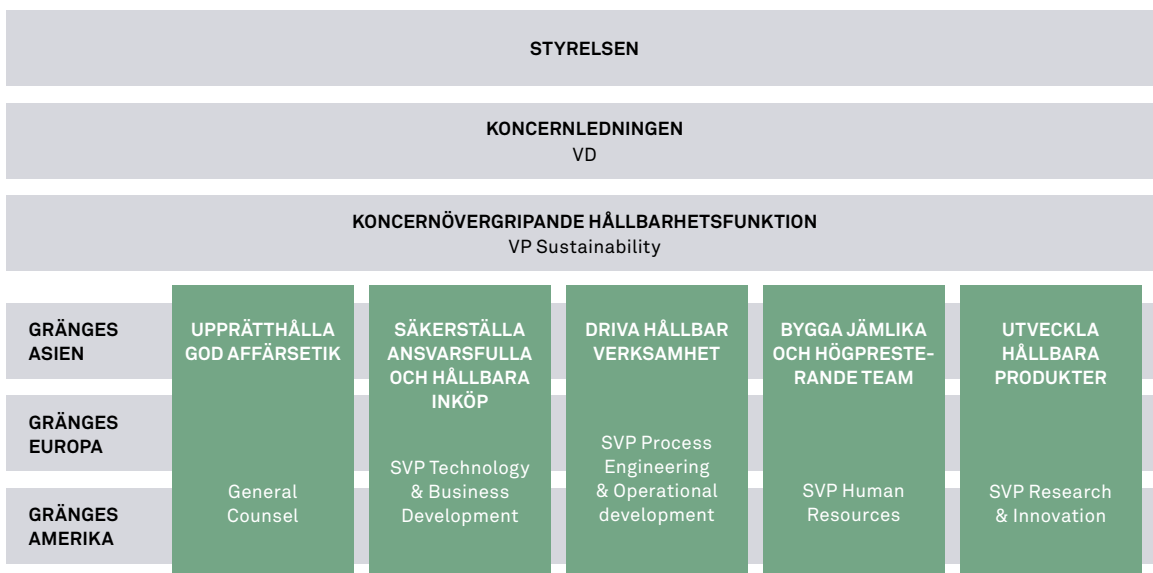 STYRELSEN
KONCERNLEDNINGEN
VD
KONCERNÖVERGRIPANDE HÅLLBARHETSFUNKTION
VP Sustainability
GRÄNGES
ASIEN
GRÄNGES
EUROPA
GRÄNGES
AMERIKA
UPPRÄTTHÅLLA
GOD AFFÄRSETIK
General
Counsel
SÄKERSTÄLLA
ANSVARSFULLA
OCH HÅLLBARA
INKÖP
SVP Technology
& Business
Development
DRIVA HÅLLBAR
VERKSAMHET
SVP Process
Engineering
& Operational
development
BYGGA JÄMLIKA
OCH HÖGPRESTE-
RANDE TEAM
SVP Human
Resources
UTVECKLA
HÅLLBARA
PRODUKTER
SVP Research
& Innovation